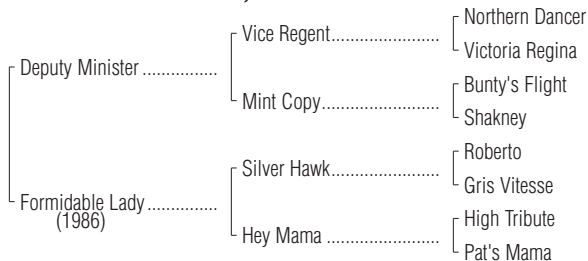 Northern Dancer
Vice Regent....................
Victoria Regina
Deputy Minister ..............
Bunty's Flight
Mint Copy......................
Shakney
Roberto
Silver Hawk....................
Gris Vitesse
Formidable Lady .............
(1986)
High Tribute
Hey Mama .....................
Pat's Mama